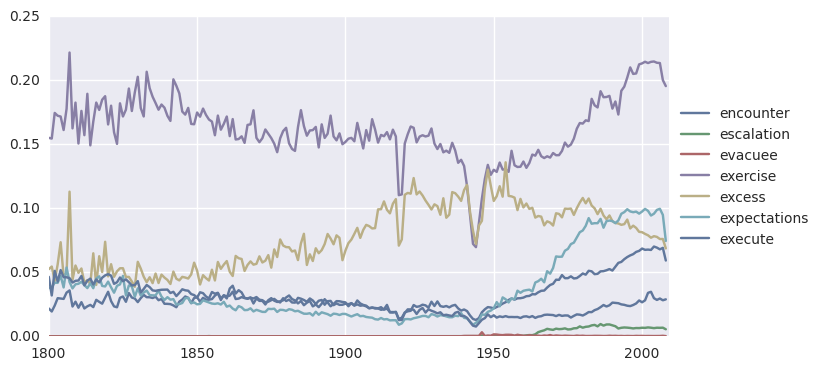 0.25
0.20
0.15
0.10
0.05
0.00
1800
1850
1900
1950
2000
encounter
escalation
evacuee
exercise
excess
expectations
execute